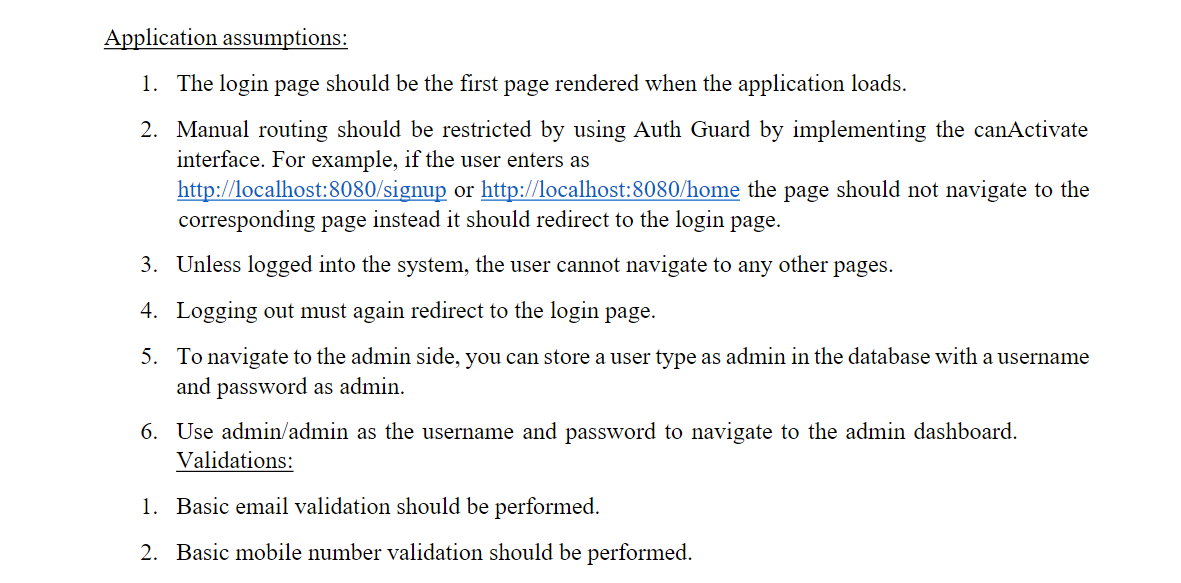 Application assumptions:
1. The login page should be the first page rendered when the application loads.
2. Manual routing should be restricted by using Auth Guard by implementing the canActivate
interface. For example, if the user enters as
http://localhost:8080/signup or http://localhost:8080/home the page should not navigate to the
corresponding page instead it should redirect to the login page.
3. Unless logged into the system, the user cannot navigate to any other pages.
4. Logging out must again redirect to the login page.
5. To navigate to the admin side, you can store a user type as admin in the database with a username
and password as admin.
6. Use admin/admin as the username and password to navigate to the admin dashboard.
Validations:
1. Basic email validation should be performed.
2. Basic mobile number validation should be performed.